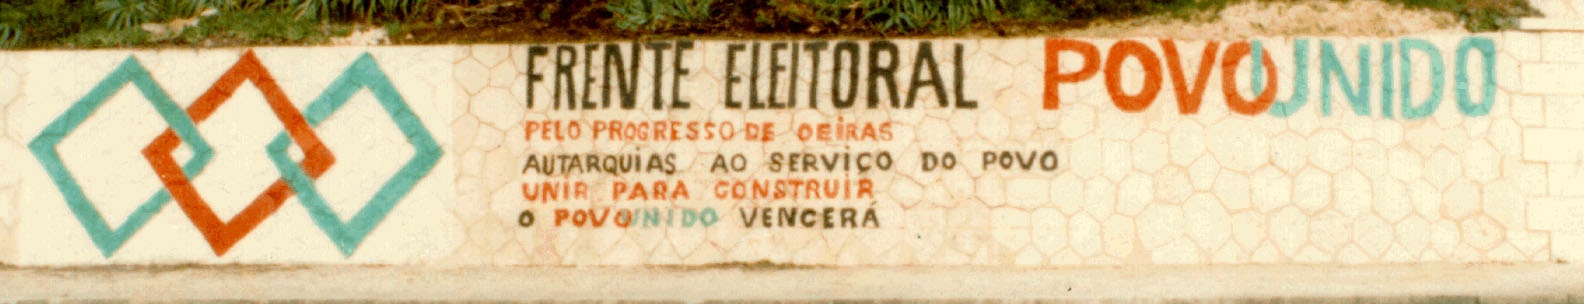 FRENTE ELEITORAL POVO UNIDO
PELO PROGRESSO DE OEIRAS
AUTARQUIAS AO SERVIÇO DO POVO
UNIR PARA CONSTRUIR
O POVO UNIDO VENCERÁ